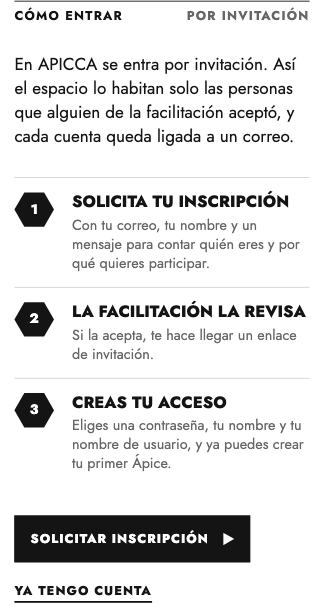 CÓMO ENTRAR
POR INVITACIÓN
En APICCA se entra por invitación. Así
el espacio lo habitan solo las personas
que alguien de la facilitación aceptó, y
cada cuenta queda ligada a un correo.
1
SOLICITA TU INSCRIPCIÓN
Con tu correo, tu nombre y un
mensaje para contar quién eres y por
qué quieres participar.
2
LA FACILITACIÓN LA REVISA
Si la acepta, te hace llegar un enlace
de invitación.
3
CREAS TU ACCESO
Eliges una contraseña, tu nombre y tu
nombre de usuario, y ya puedes crear
tu primer Ápice.
SOLICITAR INSCRIPCIÓN
YA TENGO CUENTA